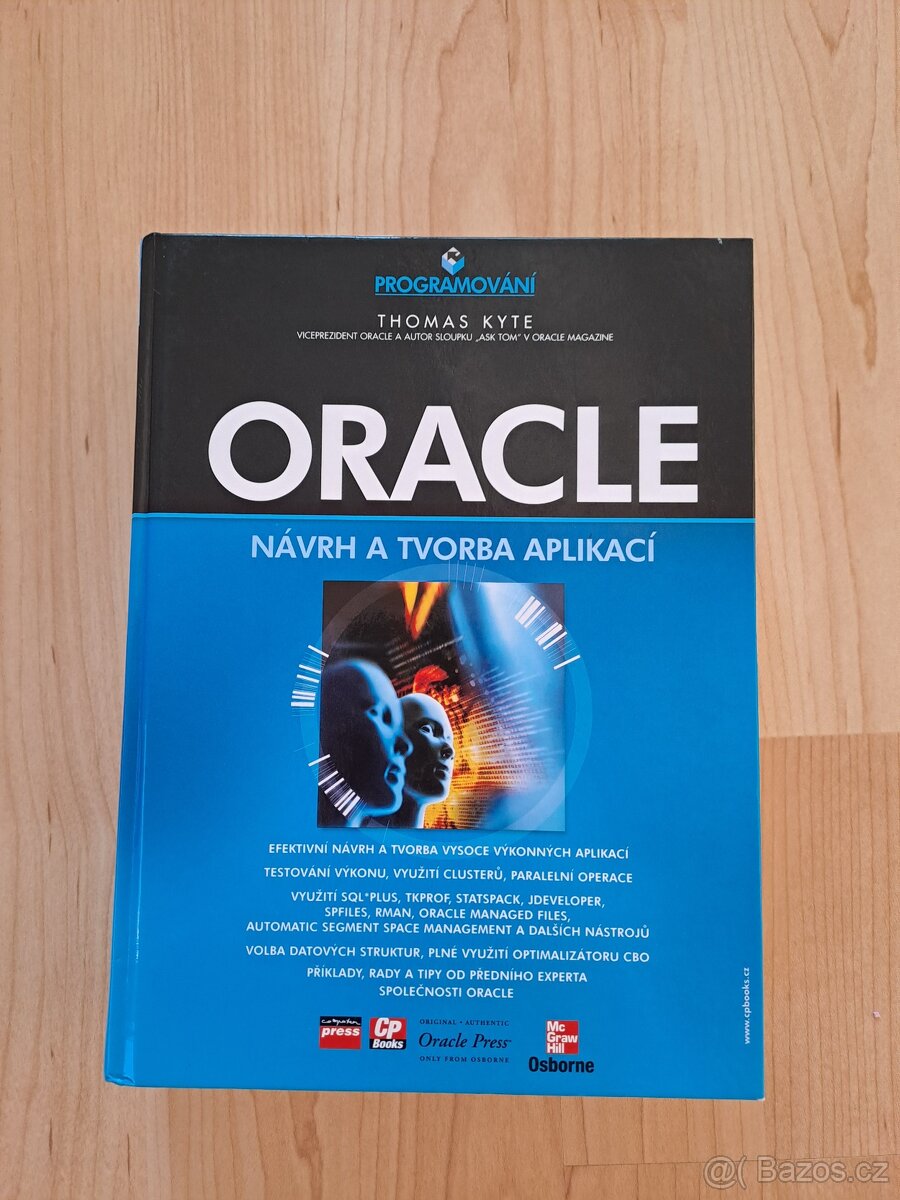 PROGRAMOVÁNÍ
THOMAS KYTE
VICEPREZIDENT ORACLE A AUTOR SLOUPKU „ASK TOM“ V ORACLE MAGAZINE
ORACLE
NÁVRH A TVORBA APLIKACÍ
EFEKTIVNÍ NÁVRH A TVORBA VYSOCE VÝKONNÝCH APLIKACÍ
TESTOVÁNÍ VÝKONU, VYUŽITÍ CLUSTERŮ, PARALELNÍ OPERACE
VYUŽITÍ SQL*PLUS, TKPROF, STATSPACK, JDEVELOPER,
SPFILES, RMAN, ORACLE MANAGED FILES,
AUTOMATIC SEGMENT SPACE MANAGEMENT A DALŠÍCH NÁSTROJŮ
VOLBA DATOVÝCH STRUKTUR, PLNÉ VYUŽITÍ OPTIMALIZÁTORU CBO
PŘÍKLADY, RADY A TIPY OD PŘEDNÍHO EXPERTA
SPOLEČNOSTI ORACLE
www.cpbooks.cz
computer
press
CP
Books
ORIGINAL • AUTHENTIC
Oracle Press™
ONLY FROM OSBORNE
Mc
Graw
Hill
Osborne
@( Bazos.cz